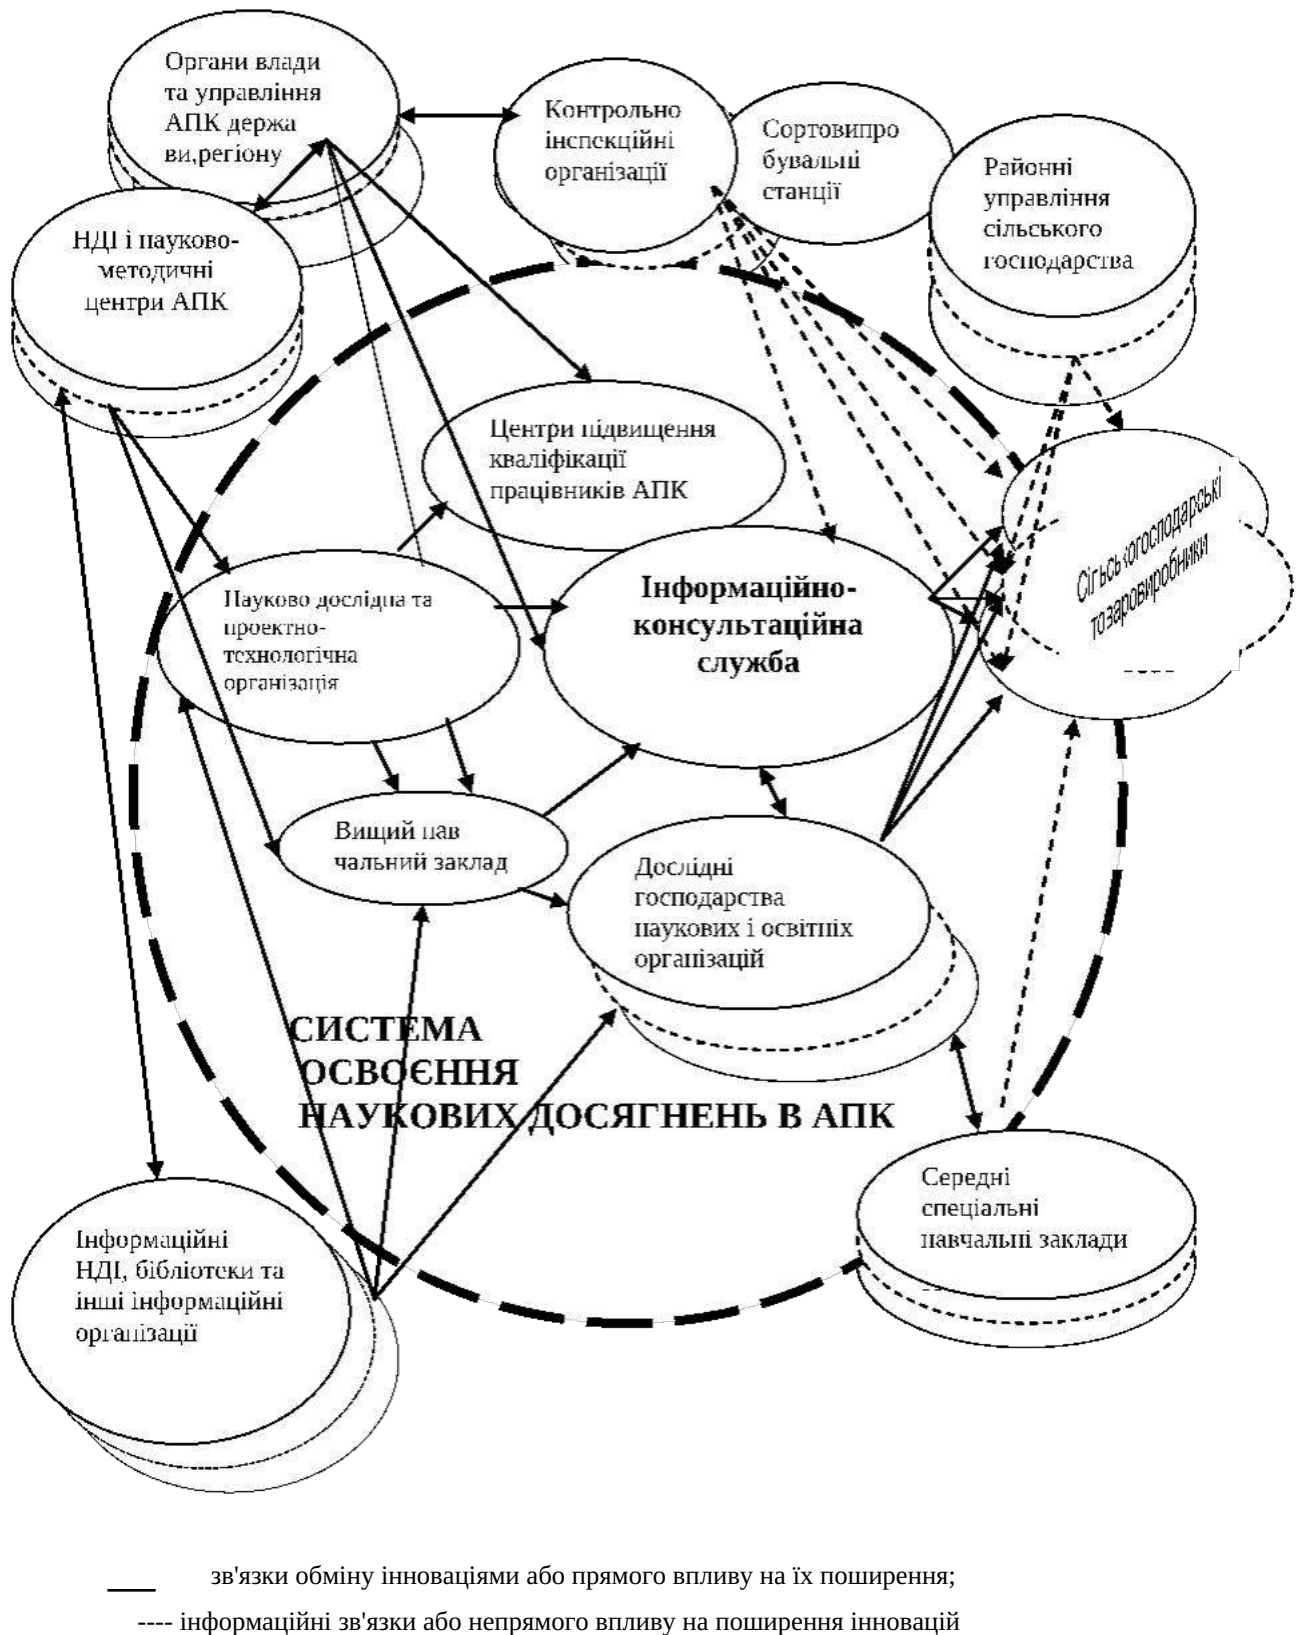 Органи влади
та управління
АПК держа
ви,регіону
Контрольно
інспекційні
організації
Сортовипро
бувальні
станції
Районні
управління
сільського
господарства
НДІ і науково-
методичні
центри АПК
Центри підвищення
кваліфікації
працівників АПК
Сільськогосподарські
товаровиробники
Інформаційно-
консультаційна
служба
Науково дослідна та
проектно-
технологічна
організація
Вищий нав
чальний заклад
Дослідні
господарства
наукових і освітніх
організацій
СИСТЕМА
ОСВОЄННЯ
НАУКОВИХ ДОСЯГНЕНЬ В АПК
Середні
спеціальні
навчальні заклади
Інформаційні
НДІ, бібліотеки та
інші інформаційні
організації
зв'язки обміну інноваціями або прямого впливу на їх поширення;
---- інформаційні зв'язки або непрямого впливу на поширення інновацій